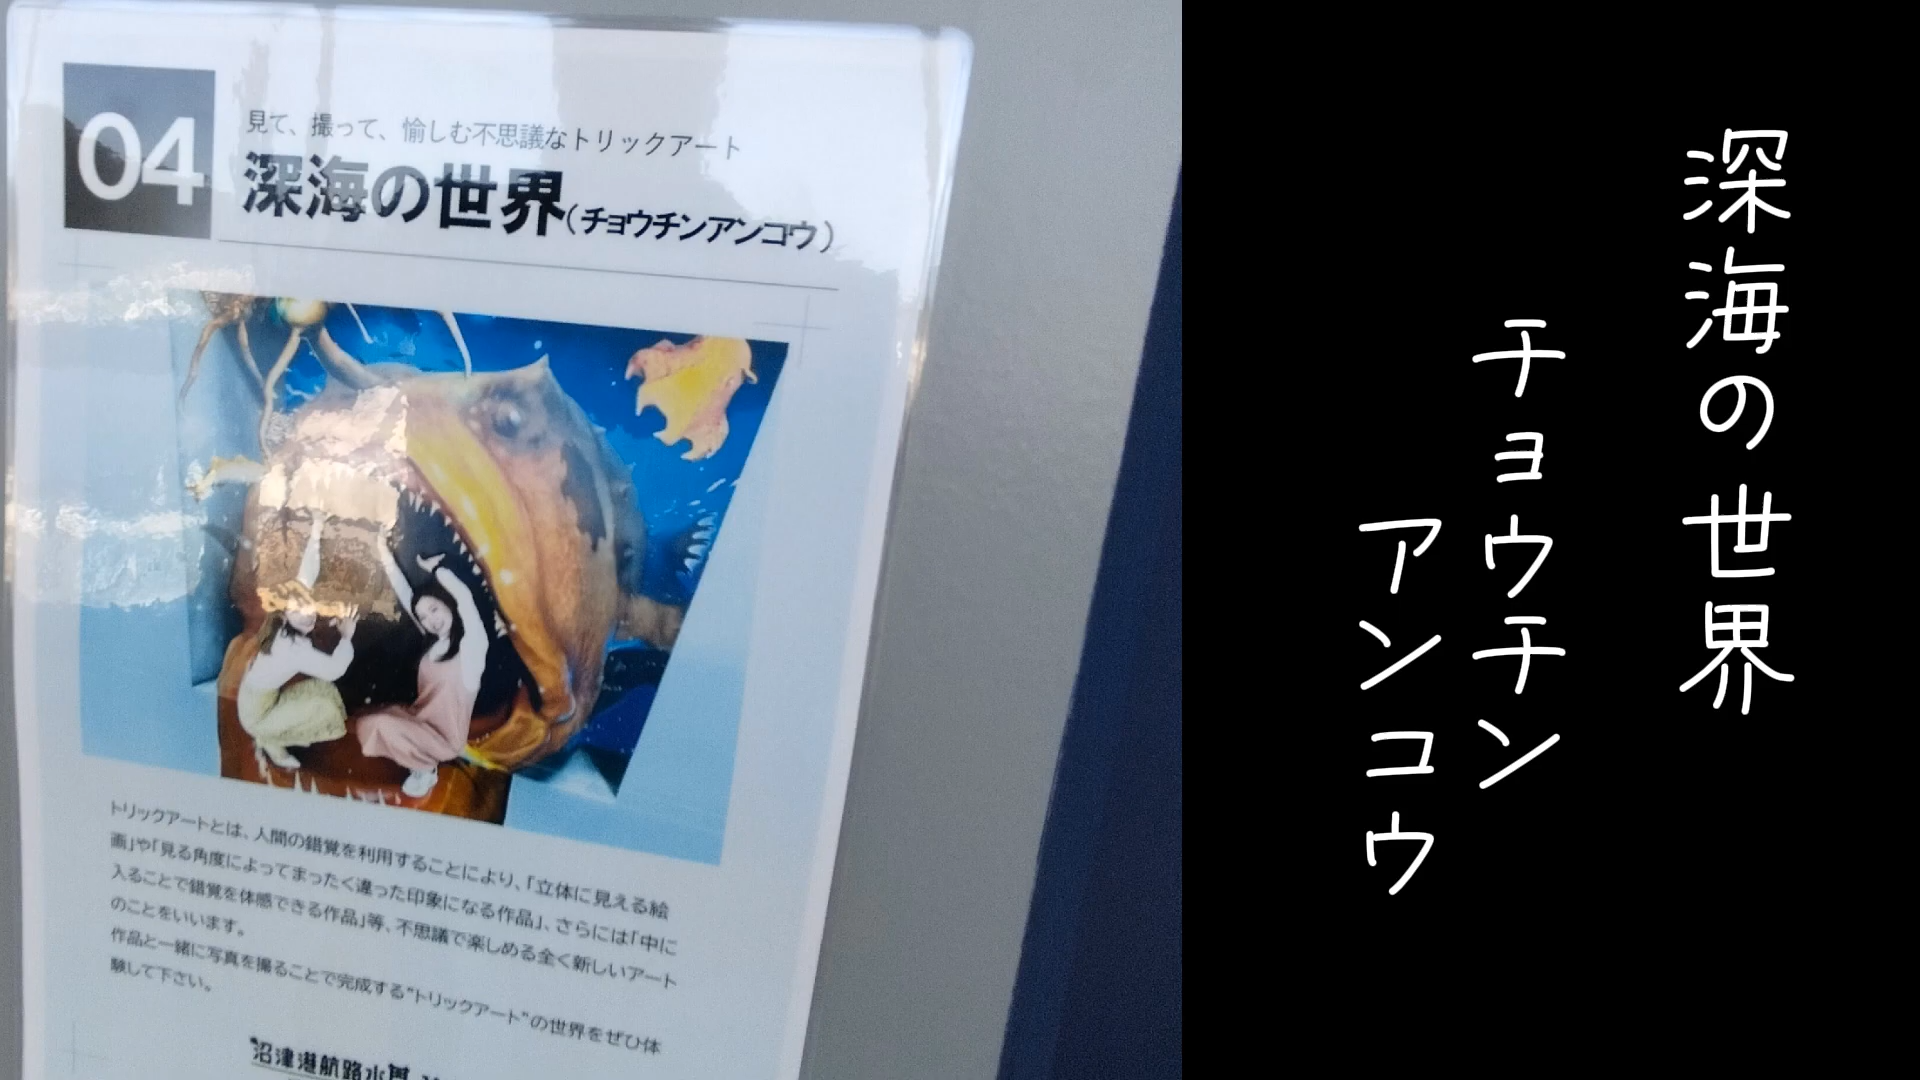 04
見て、撮って、愉しむ不思議なトリックアート
深海の世界(チョウチンアンコウ)
トリックアートとは、人間の錯覚を利用することにより、「立体に見える絵
画」や「見る角度によってまったく違った印象になる作品」、さらには「中に
入ることで錯覚を体感できる作品」等、不思議で楽しめる全く新しいアート
のことをいいます。
作品と一緒に写真を撮ることで完成する"トリックアート"の世界をぜひ体
験して下さい。
沼津港航路水
深海の世界
チョウチン
アンコウ